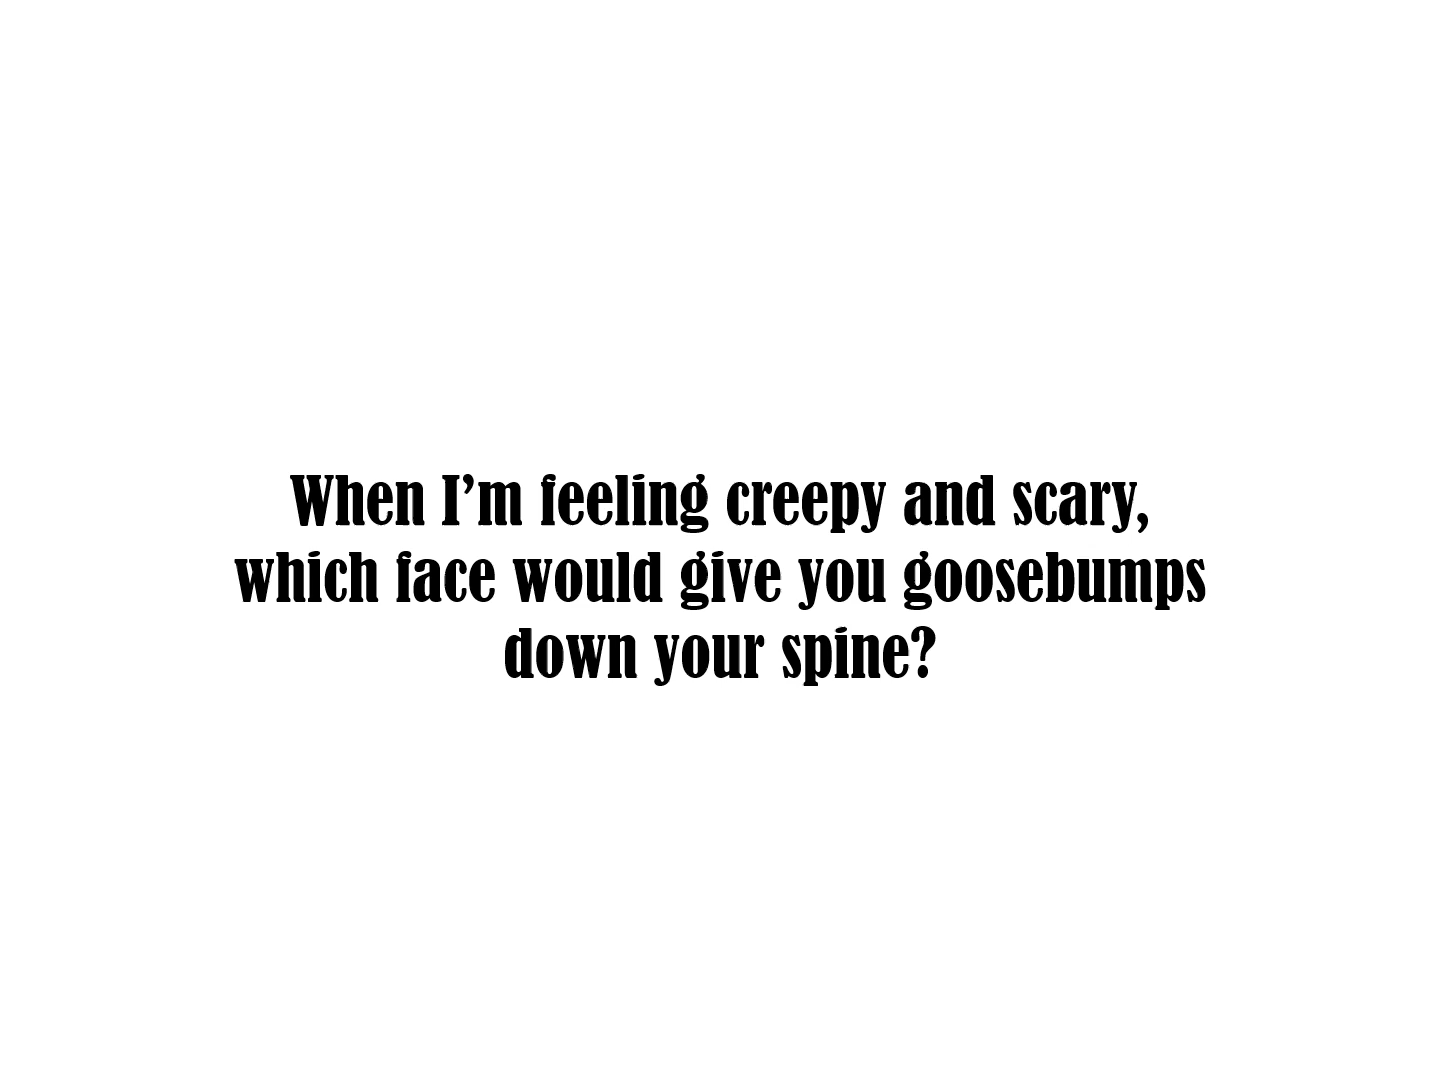 When I’m feeling creepy and scary,
which face would give you goosebumps
down your spine?